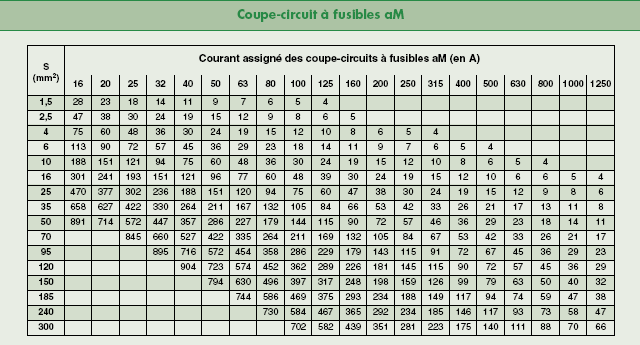 Coupe-circuit à fusibles aM
S (mm²) Courant assigné des coupe-circuits à fusibles aM (en A)
16 20 25 32 40 50 63 80 100 125 160 200 250 315 400 500 630 800 1000 1250
1,5 28 23 18 14 11 9 7 6 5 4
2,5 47 38 30 24 19 15 12 9 8 6 5
4 75 60 48 36 30 24 19 15 12 10 8 6 5 4
6 113 90 72 57 45 36 29 23 18 14 11 9 7 6 5 4
10 188 151 121 94 75 60 48 36 30 24 19 15 12 10 8 6 5 4
16 301 241 193 151 121 96 77 60 48 39 30 24 19 15 12 10 6 6 5 4
25 470 377 302 236 188 151 120 94 75 60 47 38 30 24 19 15 12 9 8 6
35 658 627 422 330 264 211 167 132 105 84 66 53 42 33 26 21 17 13 11 8
50 891 714 572 447 357 286 227 179 144 115 90 72 57 46 36 29 23 18 14 11
70 845 660 527 422 335 264 211 169 132 105 84 67 53 42 33 26 21 17
95 895 716 572 454 358 286 229 179 143 115 91 72 67 45 36 29 23
120 904 723 574 452 362 289 226 181 145 115 90 72 57 45 36 29
150 794 630 496 397 317 248 198 159 126 99 79 63 50 40 32
185 744 586 469 375 293 234 188 149 117 94 74 59 47 38
240 730 584 467 365 292 234 185 146 117 93 73 58 47
300 702 582 439 351 281 223 175 140 111 88 70 66